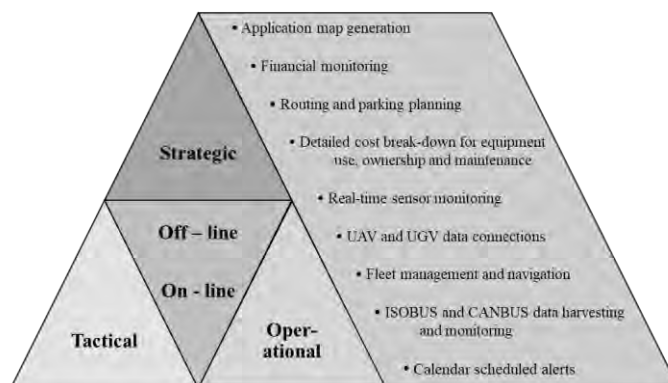 • Application map generation
• Financial monitoring
• Routing and parking planning
• Detailed cost break-down for equipment
use, ownership and maintenance
Strategic
• Real-time sensor monitoring
Off – line
• UAV and UGV data connections
• Fleet management and navigation
On - line
• ISOBUS and CANBUS data harvesting
and monitoring
Tactical
Oper-
ational
• Calendar scheduled alerts